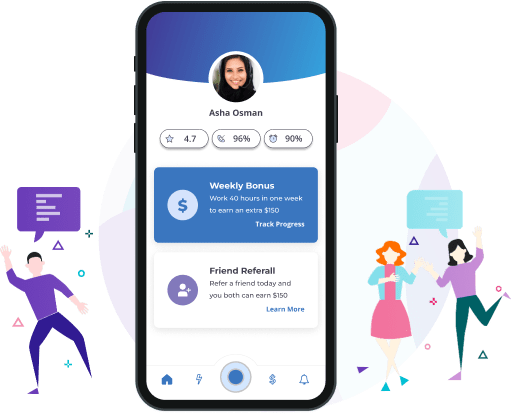 Asha Osman
4.7
96%
90%
Weekly Bonus
Work 40 hours in one week
to earn an extra $150
Track Progress
Friend Referall
Refer a friend today and
you both can earn $150
Learn More